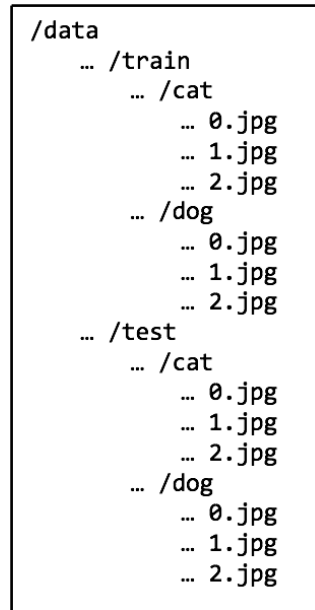 /data
… /train
… /cat
… 0.jpg
… 1.jpg
… 2.jpg
… /dog
… 0.jpg
… 1.jpg
… 2.jpg
… /test
… /cat
… 0.jpg
… 1.jpg
… 2.jpg
… /dog
… 0.jpg
… 1.jpg
… 2.jpg